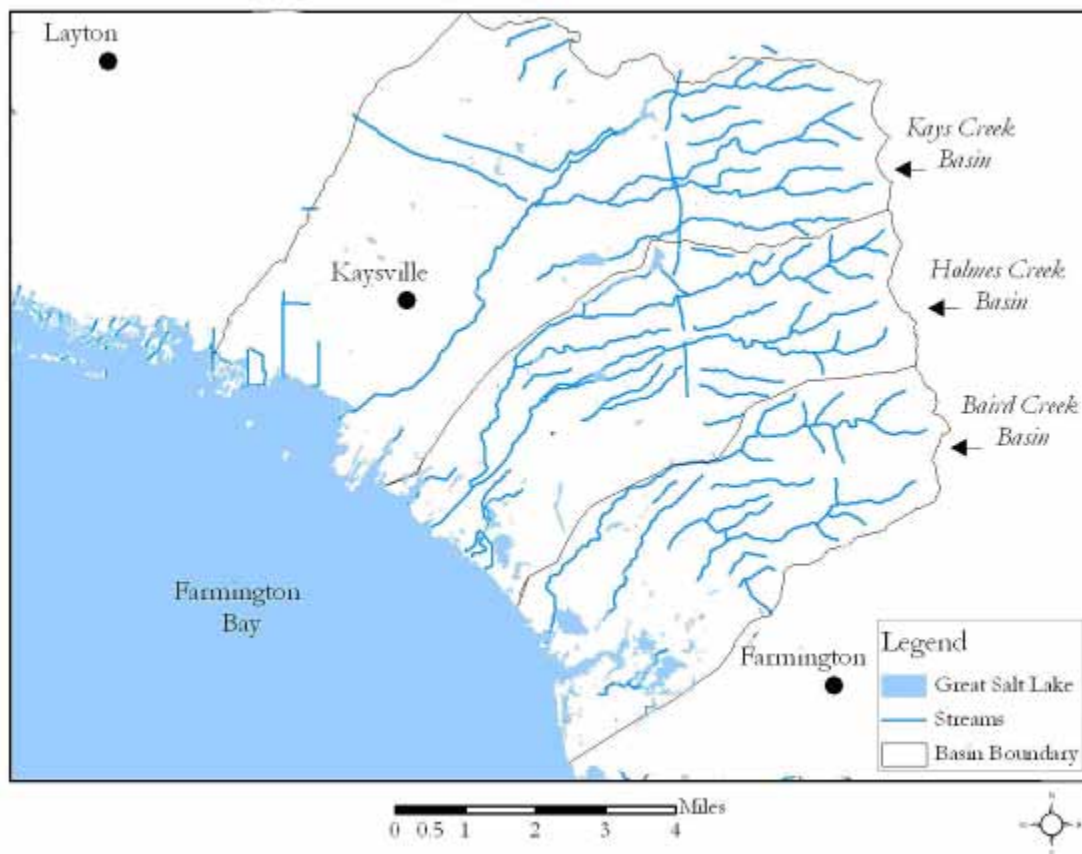 Layton
Kays Creek
Basin
Kaysville
Holmes Creek
Basin
Baird Creek
Basin
Farmington
Bay
Farmington
Legend
Great Salt Lake
Streams
Basin Boundary
Miles
0 0.5 1 2 3 4